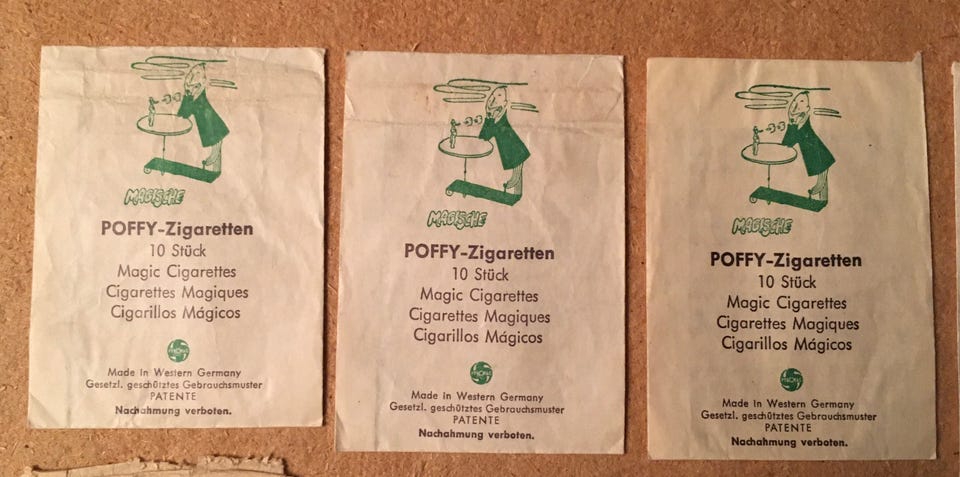 MAGISCHE
POFFY-Zigaretten
10 Stück
Magic Cigarettes
Cigarettes Magiques
Cigarillos Mágicos
Made in Western Germany
Gesetzl. geschütztes Gebrauchsmuster
PATENTE
Nachahmung verboten.
MAGISCHE
POFFY-Zigaretten
10 Stück
Magic Cigarettes
Cigarettes Magiques
Cigarillos Mágicos
Made in Western Germany
Gesetzl. geschütztes Gebrauchsmuster
PATENTE
Nachahmung verboten.
MAGISCHE
POFFY-Zigaretten
10 Stück
Magic Cigarettes
Cigarettes Magiques
Cigarillos Mágicos
Made in Western Germany
Gesetzl. geschütztes Gebrauchsmuster
PATENTE
Nachahmung verboten.